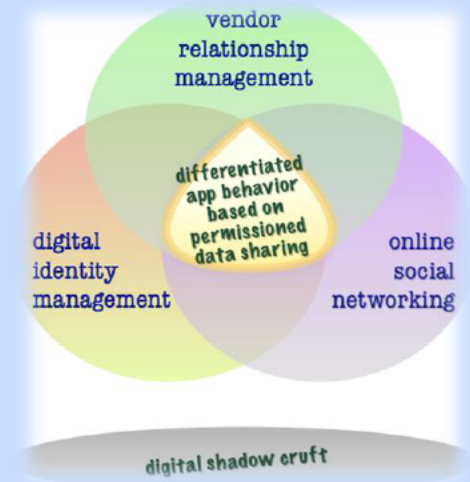 vendor
relationship
management
differentiated
app behavior
based on
permissioned
data sharing
digital
identity
management
online
social
networking
digital shadow cruft